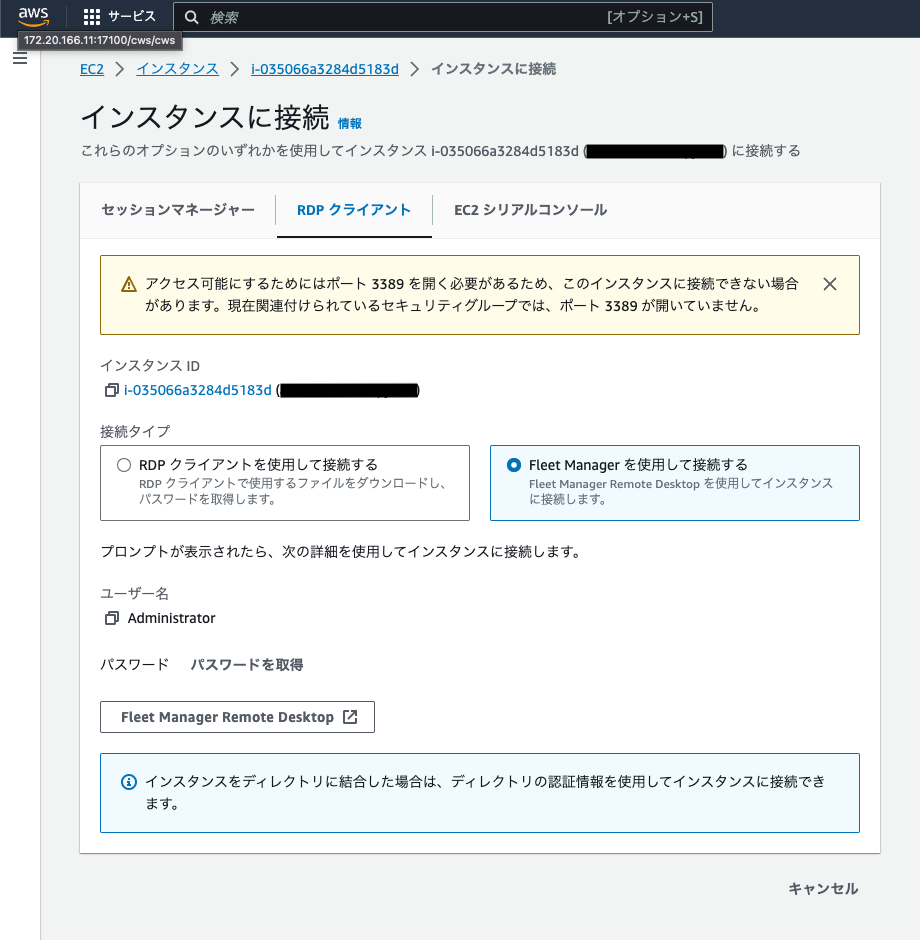 aws サービス 検索 [オプション+S]
172.20.166.11:17100/cws/cws
EC2 > インスタンス > i-035066a3284d5183d > インスタンスに接続
インスタンスに接続 情報
これらのオプションのいずれかを使用してインスタンス i-035066a3284d5183d ( ) に接続する
セッションマネージャー RDP クライアント EC2 シリアルコンソール
アクセス可能にするためにはポート 3389 を開く必要があるため、このインスタンスに接続できない場合
があります。現在関連付けられているセキュリティグループでは、ポート 3389 が開いていません。
インスタンス ID
i-035066a3284d5183d ( )
接続タイプ
RDP クライアントを使用して接続する
RDP クライアントで使用するファイルをダウンロードし、
パスワードを取得します。
Fleet Manager を使用して接続する
Fleet Manager Remote Desktop を使用してインスタンス
に接続します。
プロンプトが表示されたら、次の詳細を使用してインスタンスに接続します。
ユーザー名
Administrator
パスワード パスワードを取得
Fleet Manager Remote Desktop
インスタンスをディレクトリに結合した場合は、ディレクトリの認証情報を使用してインスタンスに接続でき
ます。
キャンセル